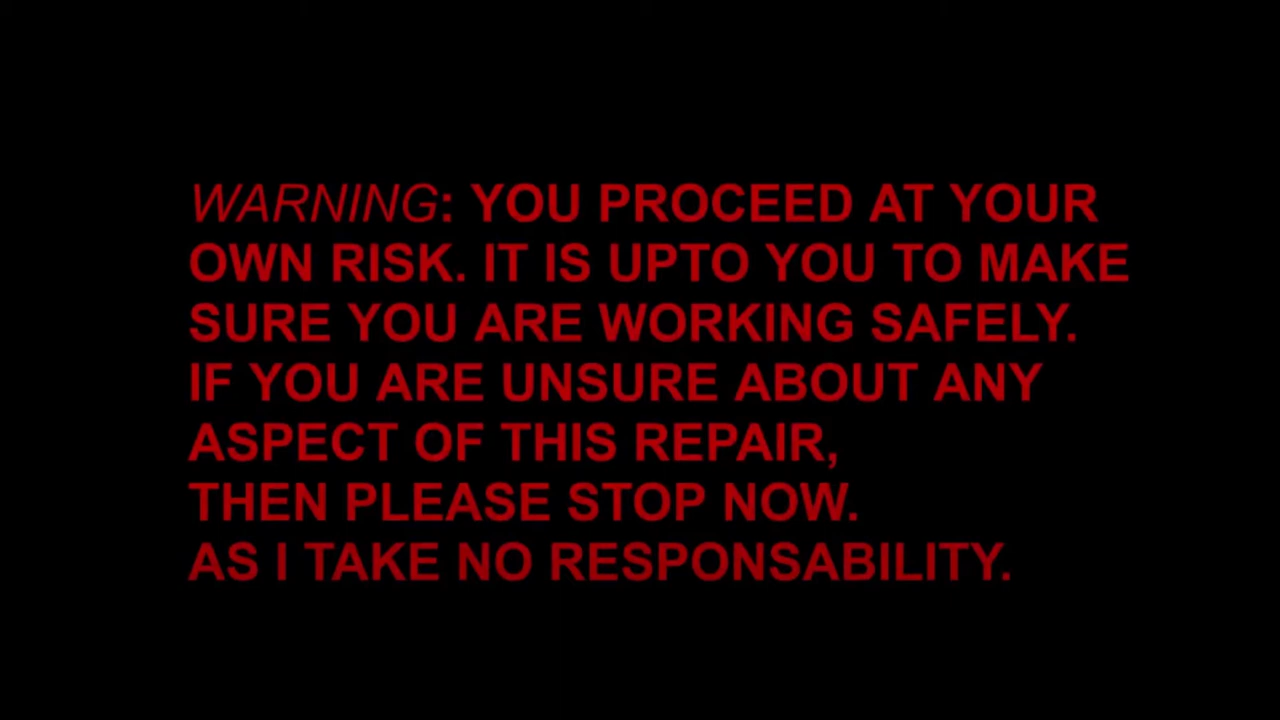 WARNING: YOU PROCEED AT YOUR
OWN RISK. IT IS UPTO YOU TO MAKE
SURE YOU ARE WORKING SAFELY.
IF YOU ARE UNSURE ABOUT ANY
ASPECT OF THIS REPAIR,
THEN PLEASE STOP NOW.
AS I TAKE NO RESPONSABILITY.